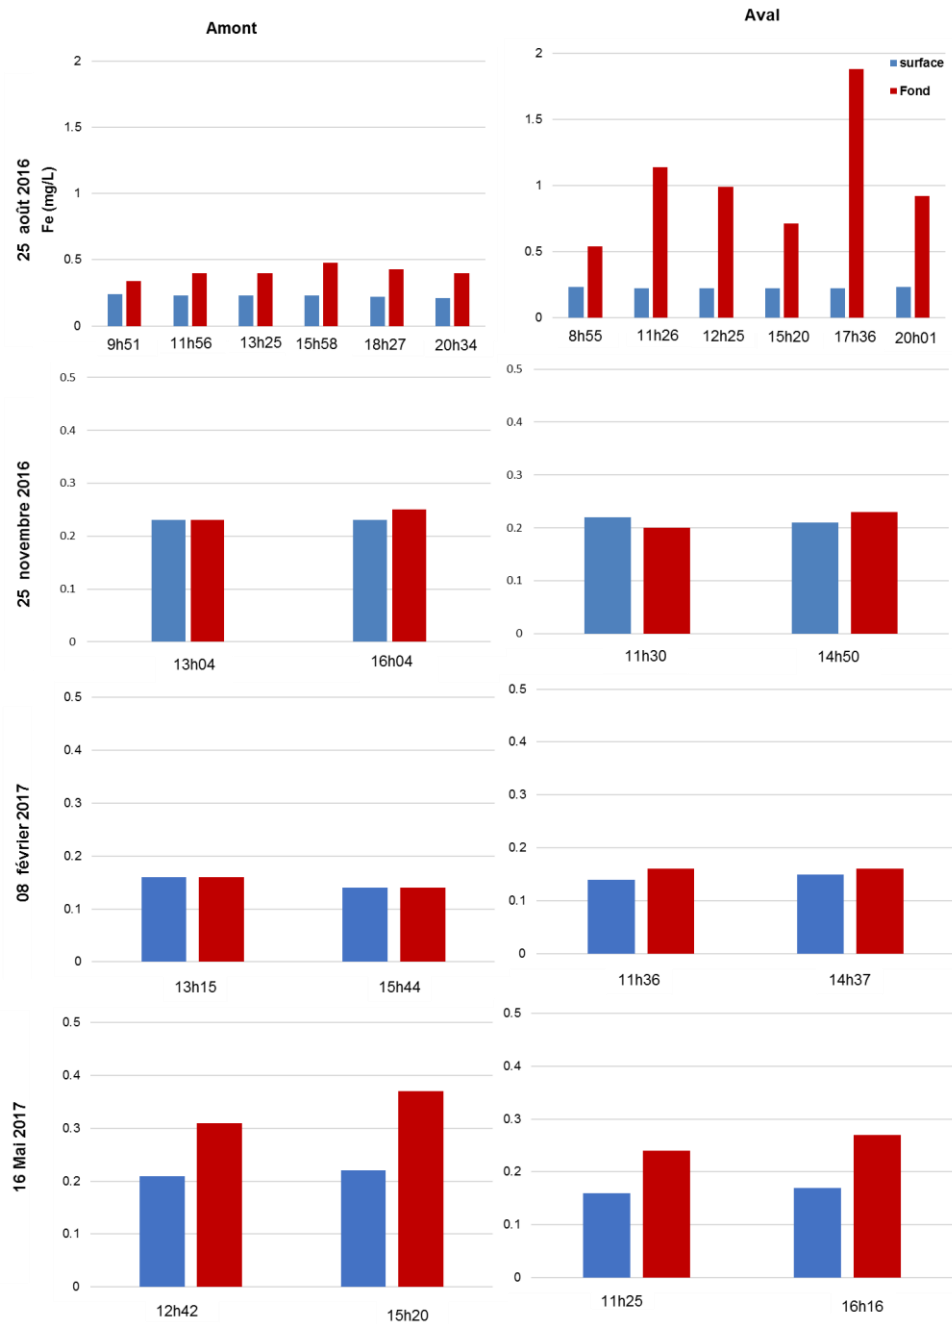 Amont
Aval
25 août 2016
Fe (mg/L)
2
1.5
1
0.5
0
9h51 11h56 13h25 15h58 18h27 20h34
2
1.5
1
0.5
0
surface
Fond
8h55 11h26 12h25 15h20 17h36 20h01
25 novembre 2016
0.5
0.4
0.3
0.2
0.1
0
13h04 16h04
0.5
0.4
0.3
0.2
0.1
0
11h30 14h50
08 février 2017
0.5
0.4
0.3
0.2
0.1
0
13h15 15h44
0.5
0.4
0.3
0.2
0.1
0
11h36 14h37
16 Mai 2017
0.5
0.4
0.3
0.2
0.1
0
12h42 15h20
0.5
0.4
0.3
0.2
0.1
0
11h25 16h16